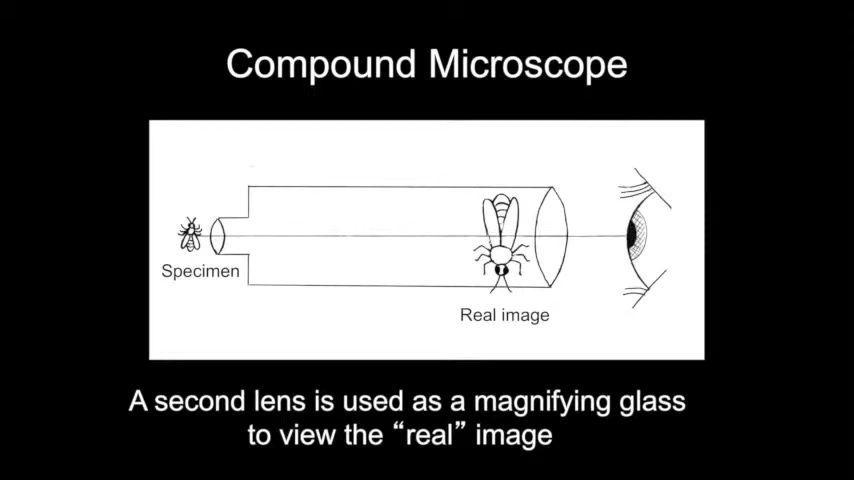 Compound Microscope
Specimen
Real image
A second lens is used as a magnifying glass
to view the “real” image